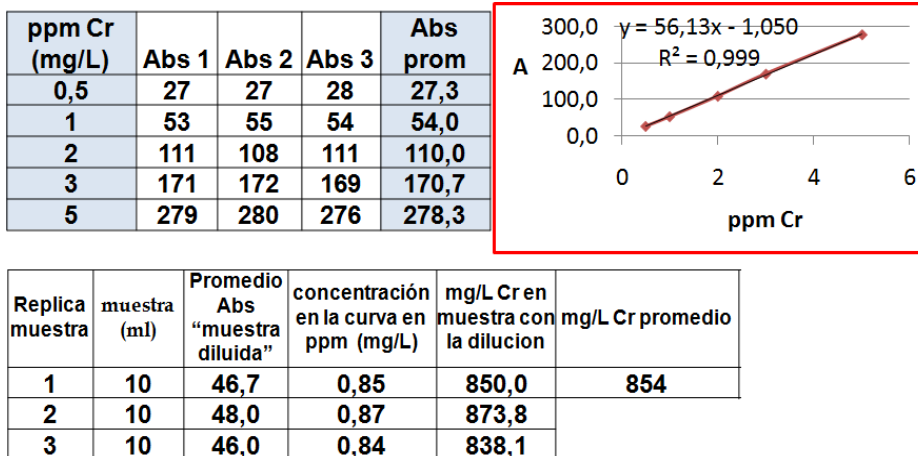 ppm Cr
(mg/L) Abs 1 Abs 2 Abs 3 Abs
prom
0,5 27 27 28 27,3
1 53 55 54 54,0
2 111 108 111 110,0
3 171 172 169 170,7
5 279 280 276 278,3
300,0 y = 56,13x - 1,050
R² = 0,999
A 200,0
100,0
0,0
0 2 4 6
ppm Cr
Replica
muestra
muestra
(ml)
Promedio
Abs
“muestra
diluida”
concentración
en la curva en
ppm (mg/L)
mg/L Cr en
muestra con
la dilucion
mg/L Cr promedio
1 10 46,7 0,85 850,0 854
2 10 48,0 0,87 873,8
3 10 46,0 0,84 838,1